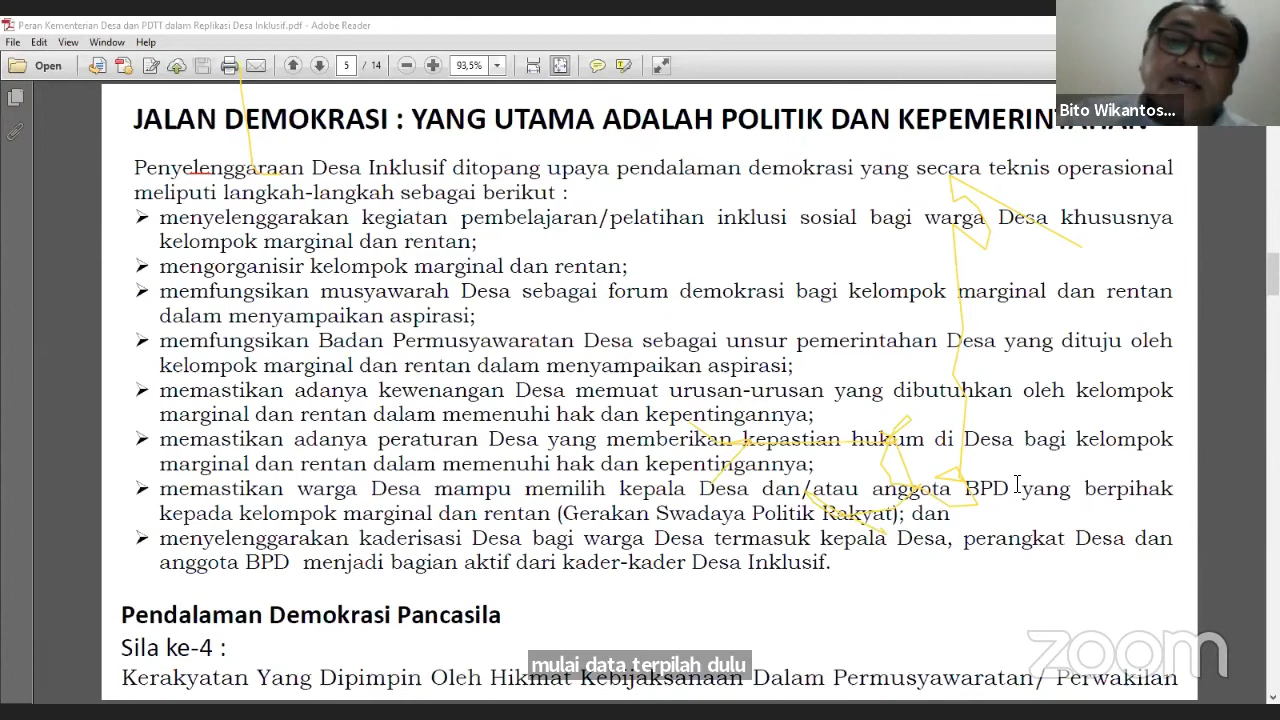 Peran Kementerian Desa dan PDTT dalam Replikasi Desa Inklusif.pdf - Adobe Reader
File Edit View Window Help
Open 5 / 14 93,5%
Bito Wikantos...
JALAN DEMOKRASI : YANG UTAMA ADALAH POLITIK DAN KEPEMERINTAHAN
Penyelenggaraan Desa Inklusif ditopang upaya pendalaman demokrasi yang secara teknis operasional
meliputi langkah-langkah sebagai berikut :
➢ menyelenggarakan kegiatan pembelajaran/pelatihan inklusi sosial bagi warga Desa khususnya
kelompok marginal dan rentan;
➢ mengorganisir kelompok marginal dan rentan;
➢ memfungsikan musyawarah Desa sebagai forum demokrasi bagi kelompok marginal dan rentan
dalam menyampaikan aspirasi;
➢ memfungsikan Badan Permusyawaratan Desa sebagai unsur pemerintahan Desa yang dituju oleh
kelompok marginal dan rentan dalam menyampaikan aspirasi;
➢ memastikan adanya kewenangan Desa memuat urusan-urusan yang dibutuhkan oleh kelompok
marginal dan rentan dalam memenuhi hak dan kepentingannya;
➢ memastikan adanya peraturan Desa yang memberikan kepastian hukum di Desa bagi kelompok
marginal dan rentan dalam memenuhi hak dan kepentingannya;
➢ memastikan warga Desa mampu memilih kepala Desa dan/atau anggota BPD yang berpihak
kepada kelompok marginal dan rentan (Gerakan Swadaya Politik Rakyat); dan
➢ menyelenggarakan kaderisasi Desa bagi warga Desa termasuk kepala Desa, perangkat Desa dan
anggota BPD menjadi bagian aktif dari kader-kader Desa Inklusif.
Pendalaman Demokrasi Pancasila
Sila ke-4 :
Kerakyatan Yang Dipimpin Oleh Hikmat Kebijaksanaan Dalam Permusyawaratan/ Perwakilan
mulai data terpilah dulu
zoom